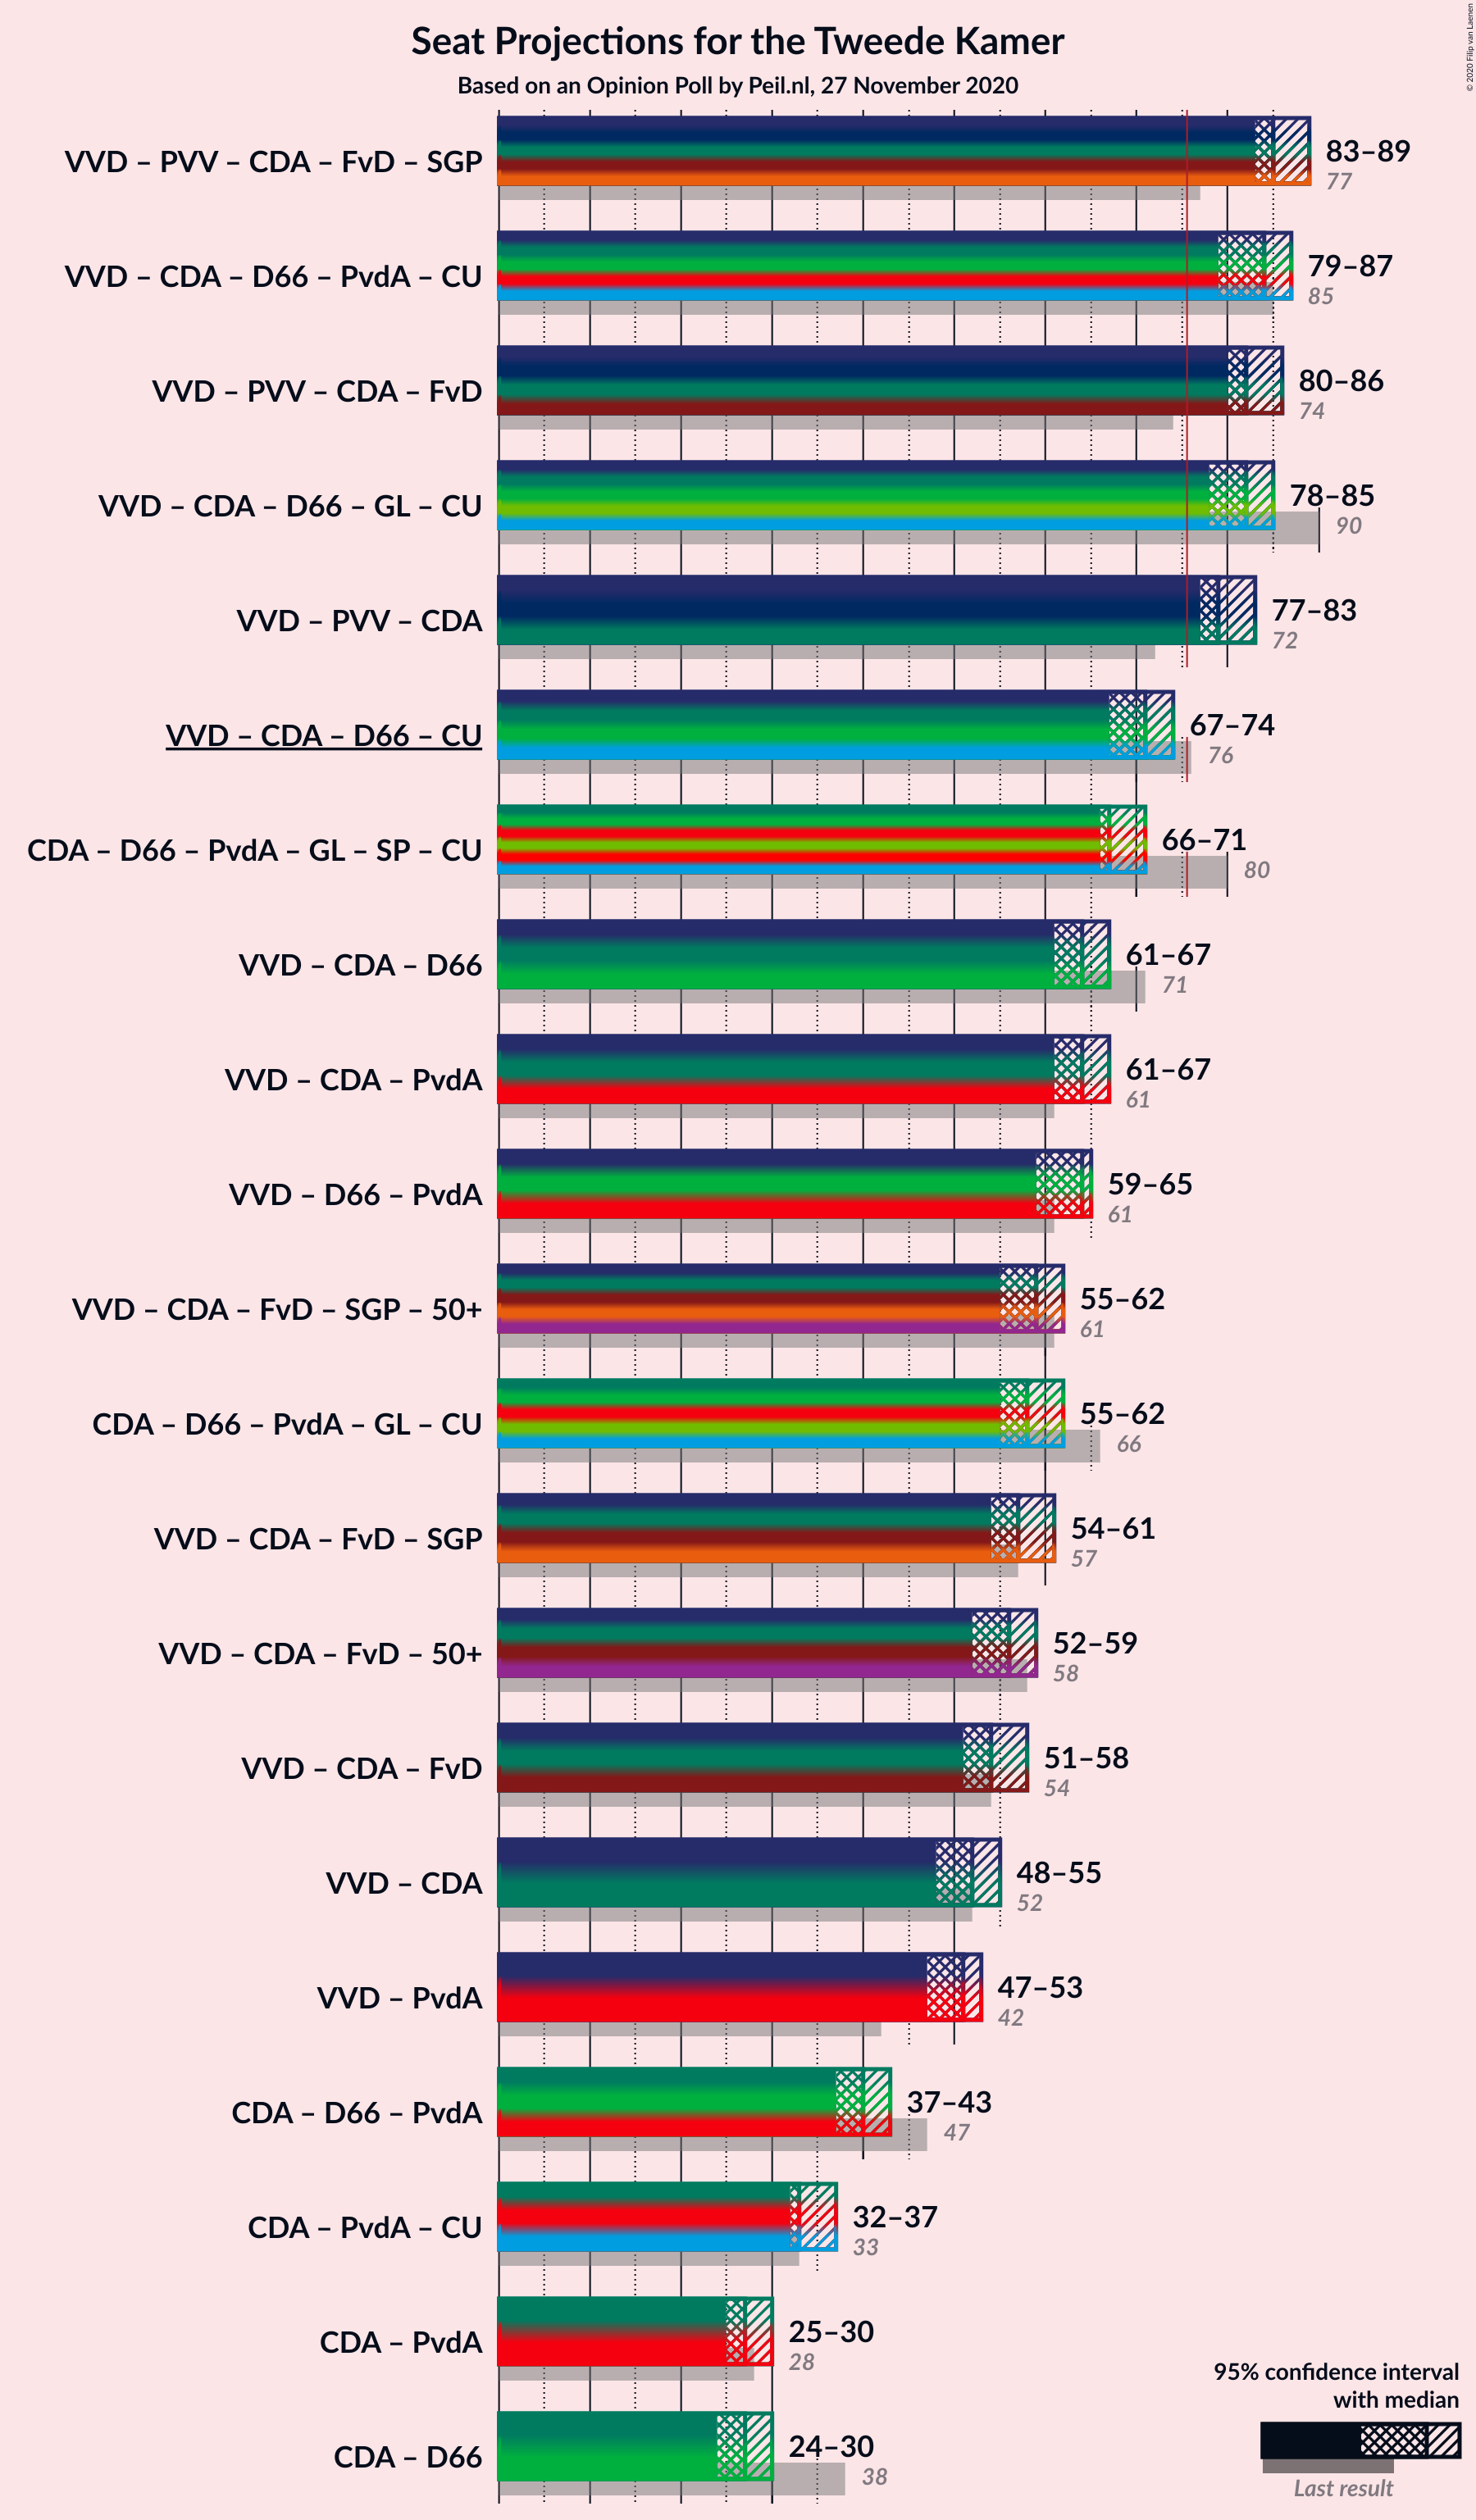 Seat Projections for the Tweede Kamer
Based on an Opinion Poll by Peil.nl, 27 November 2020
© 2020 Filip van Laenen
VVD – PVV – CDA – FvD – SGP
83–89
77
VVD – CDA – D66 – PvdA – CU
79–87
85
VVD – PVV – CDA – FvD
80–86
74
VVD – CDA – D66 – GL – CU
78–85
90
VVD – PVV – CDA
77–83
72
VVD – CDA – D66 – CU
67–74
76
CDA – D66 – PvdA – GL – SP – CU
66–71
80
VVD – CDA – D66
61–67
71
VVD – CDA – PvdA
61–67
61
VVD – D66 – PvdA
59–65
61
VVD – CDA – FvD – SGP – 50+
55–62
61
CDA – D66 – PvdA – GL – CU
55–62
66
VVD – CDA – FvD – SGP
54–61
57
VVD – CDA – FvD – 50+
52–59
58
VVD – CDA – FvD
51–58
54
VVD – CDA
48–55
52
VVD – PvdA
47–53
42
CDA – D66 – PvdA
37–43
47
CDA – PvdA – CU
32–37
33
CDA – PvdA
25–30
28
CDA – D66
24–30
38
95% confidence interval
with median
Last result